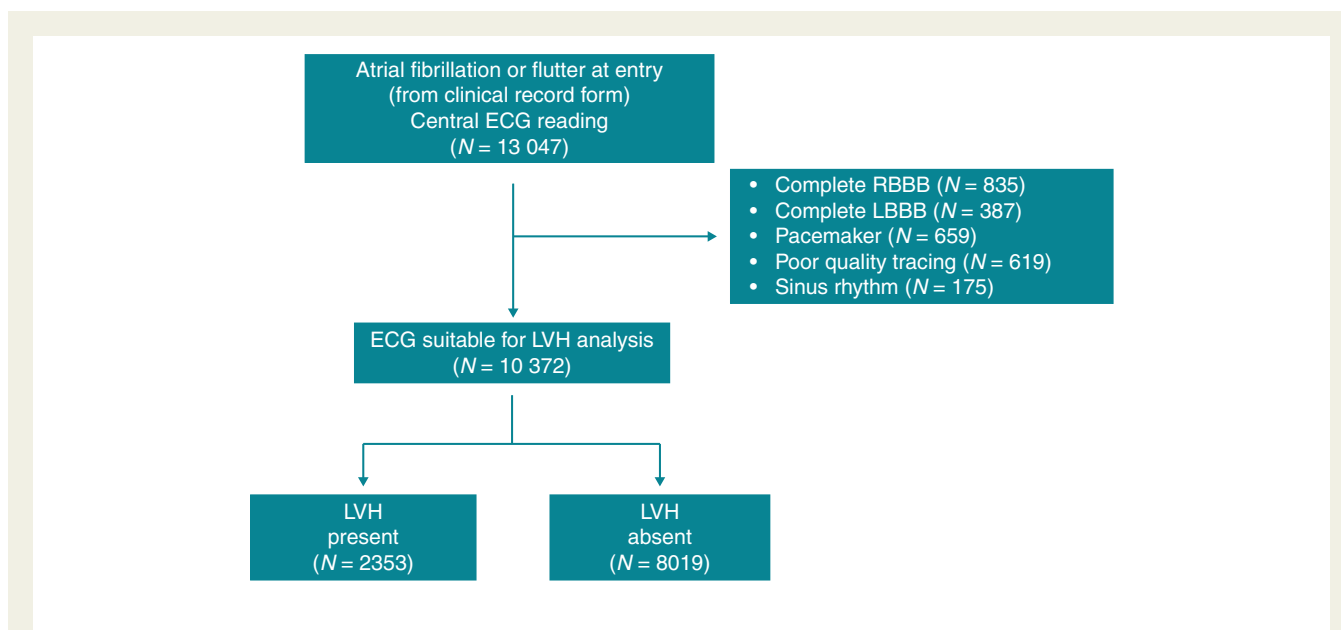 Atrial fibrillation or flutter at entry
(from clinical record form)
Central ECG reading
(N = 13 047)
• Complete RBBB (N = 835)
• Complete LBBB (N = 387)
• Pacemaker (N = 659)
• Poor quality tracing (N = 619)
• Sinus rhythm (N = 175)
ECG suitable for LVH analysis
(N = 10 372)
LVH
present
(N = 2353)
LVH
absent
(N = 8019)